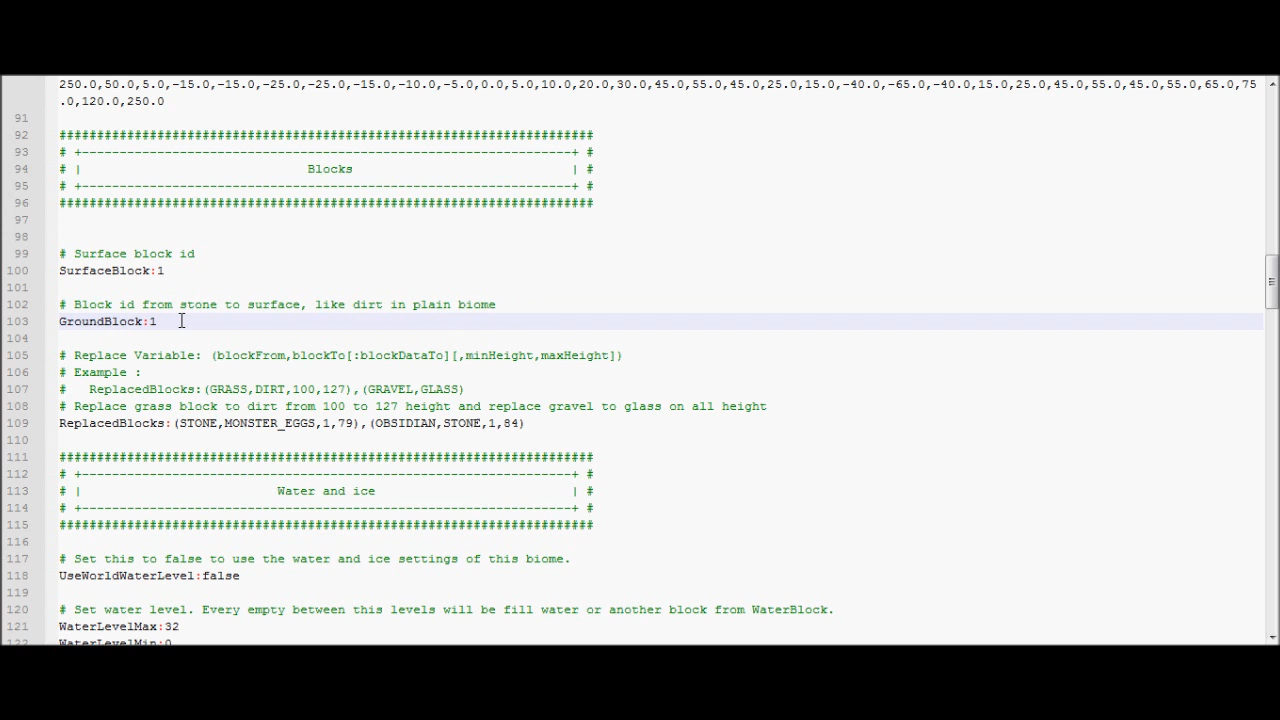 250.0,50.0,5.0,-15.0,-15.0,-25.0,-25.0,-15.0,-10.0,-5.0,0.0,5.0,10.0,20.0,30.0,45.0,55.0,45.0,25.0,15.0,-40.0,-65.0,-40.0,15.0,25.0,45.0,55.0,45.0,55.0,65.0,75
.0,120.0,250.0
91
92 #######################################################################
93 # +-----------------------------------------------------------------+ #
94 # | Blocks | #
95 # +-----------------------------------------------------------------+ #
96 #######################################################################
97
98
99 # Surface block id
100 SurfaceBlock:1
101
102 # Block id from stone to surface, like dirt in plain biome
103 GroundBlock:1
104
105 # Replace Variable: (blockFrom,blockTo[:blockDataTo][,minHeight,maxHeight])
106 # Example :
107 #   ReplacedBlocks:(GRASS,DIRT,100,127),(GRAVEL,GLASS)
108 # Replace grass block to dirt from 100 to 127 height and replace gravel to glass on all height
109 ReplacedBlocks:(STONE,MONSTER_EGGS,1,79),(OBSIDIAN,STONE,1,84)
110
111 #######################################################################
112 # +-----------------------------------------------------------------+ #
113 # | Water and ice | #
114 # +-----------------------------------------------------------------+ #
115 #######################################################################
116
117 # Set this to false to use the water and ice settings of this biome.
118 UseWorldWaterLevel:false
119
120 # Set water level. Every empty between this levels will be fill water or another block from WaterBlock.
121 WaterLevelMax:32
122 WaterLevelMin:0